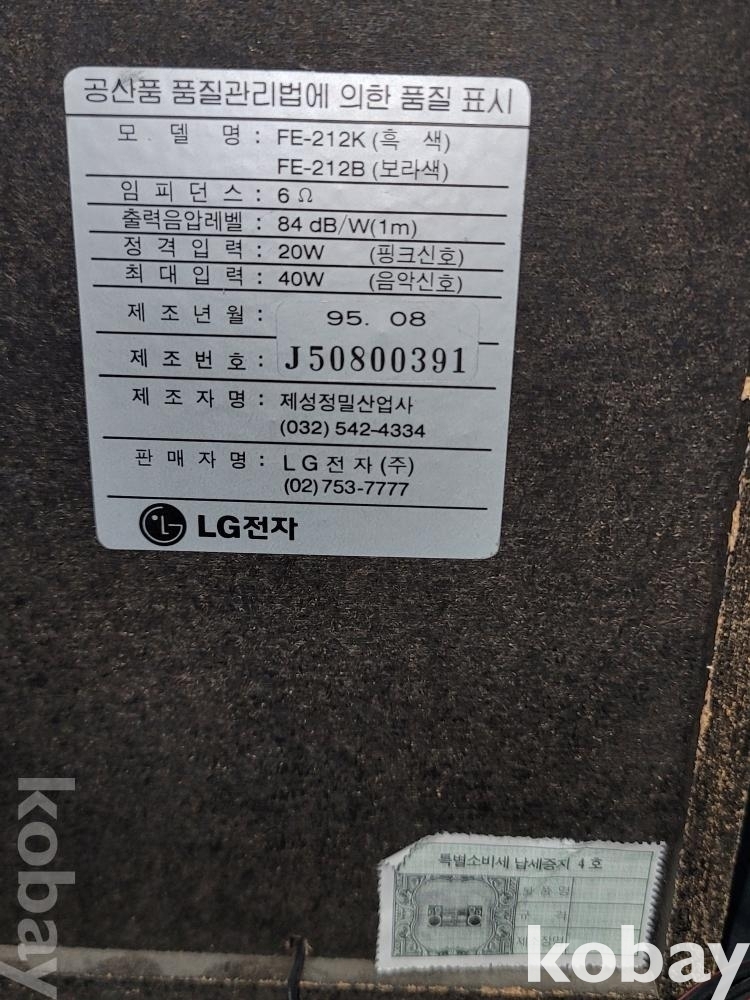 공산품 품질관리법에 의한 품질 표시
모 델 명 : FE-212K (흑 색)
FE-212B (보라색)
임 피 던 스 : 6 Ω
출력음압레벨 : 84 dB/W(1m)
정 격 입 력 : 20W (핑크신호)
최 대 입 력 : 40W (음악신호)
제 조 년 월 : 95. 08
제 조 번 호 : J50800391
제 조 자 명 : 제성정밀산업사
(032) 542-4334
판 매 자 명 : L G 전 자 (주)
(02) 753-7777
LG전자
특별소비세 납세증지 4 호
물 품 명
규 격
kobay
kobay